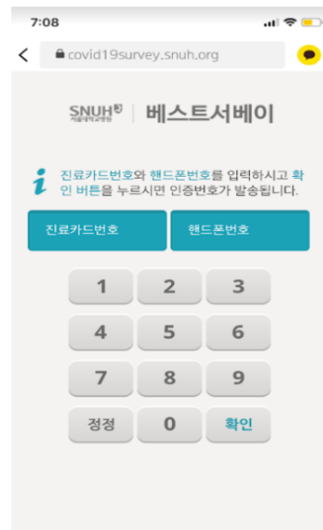 7:08
covid19survey.snuh.org
SNUH 베스트서베이
서울대학교병원
진료카드번호와 핸드폰번호를 입력하시고 확
인 버튼을 누르시면 인증번호가 발송됩니다.
진료카드번호 핸드폰번호
1 2 3
4 5 6
7 8 9
정정 0 확인